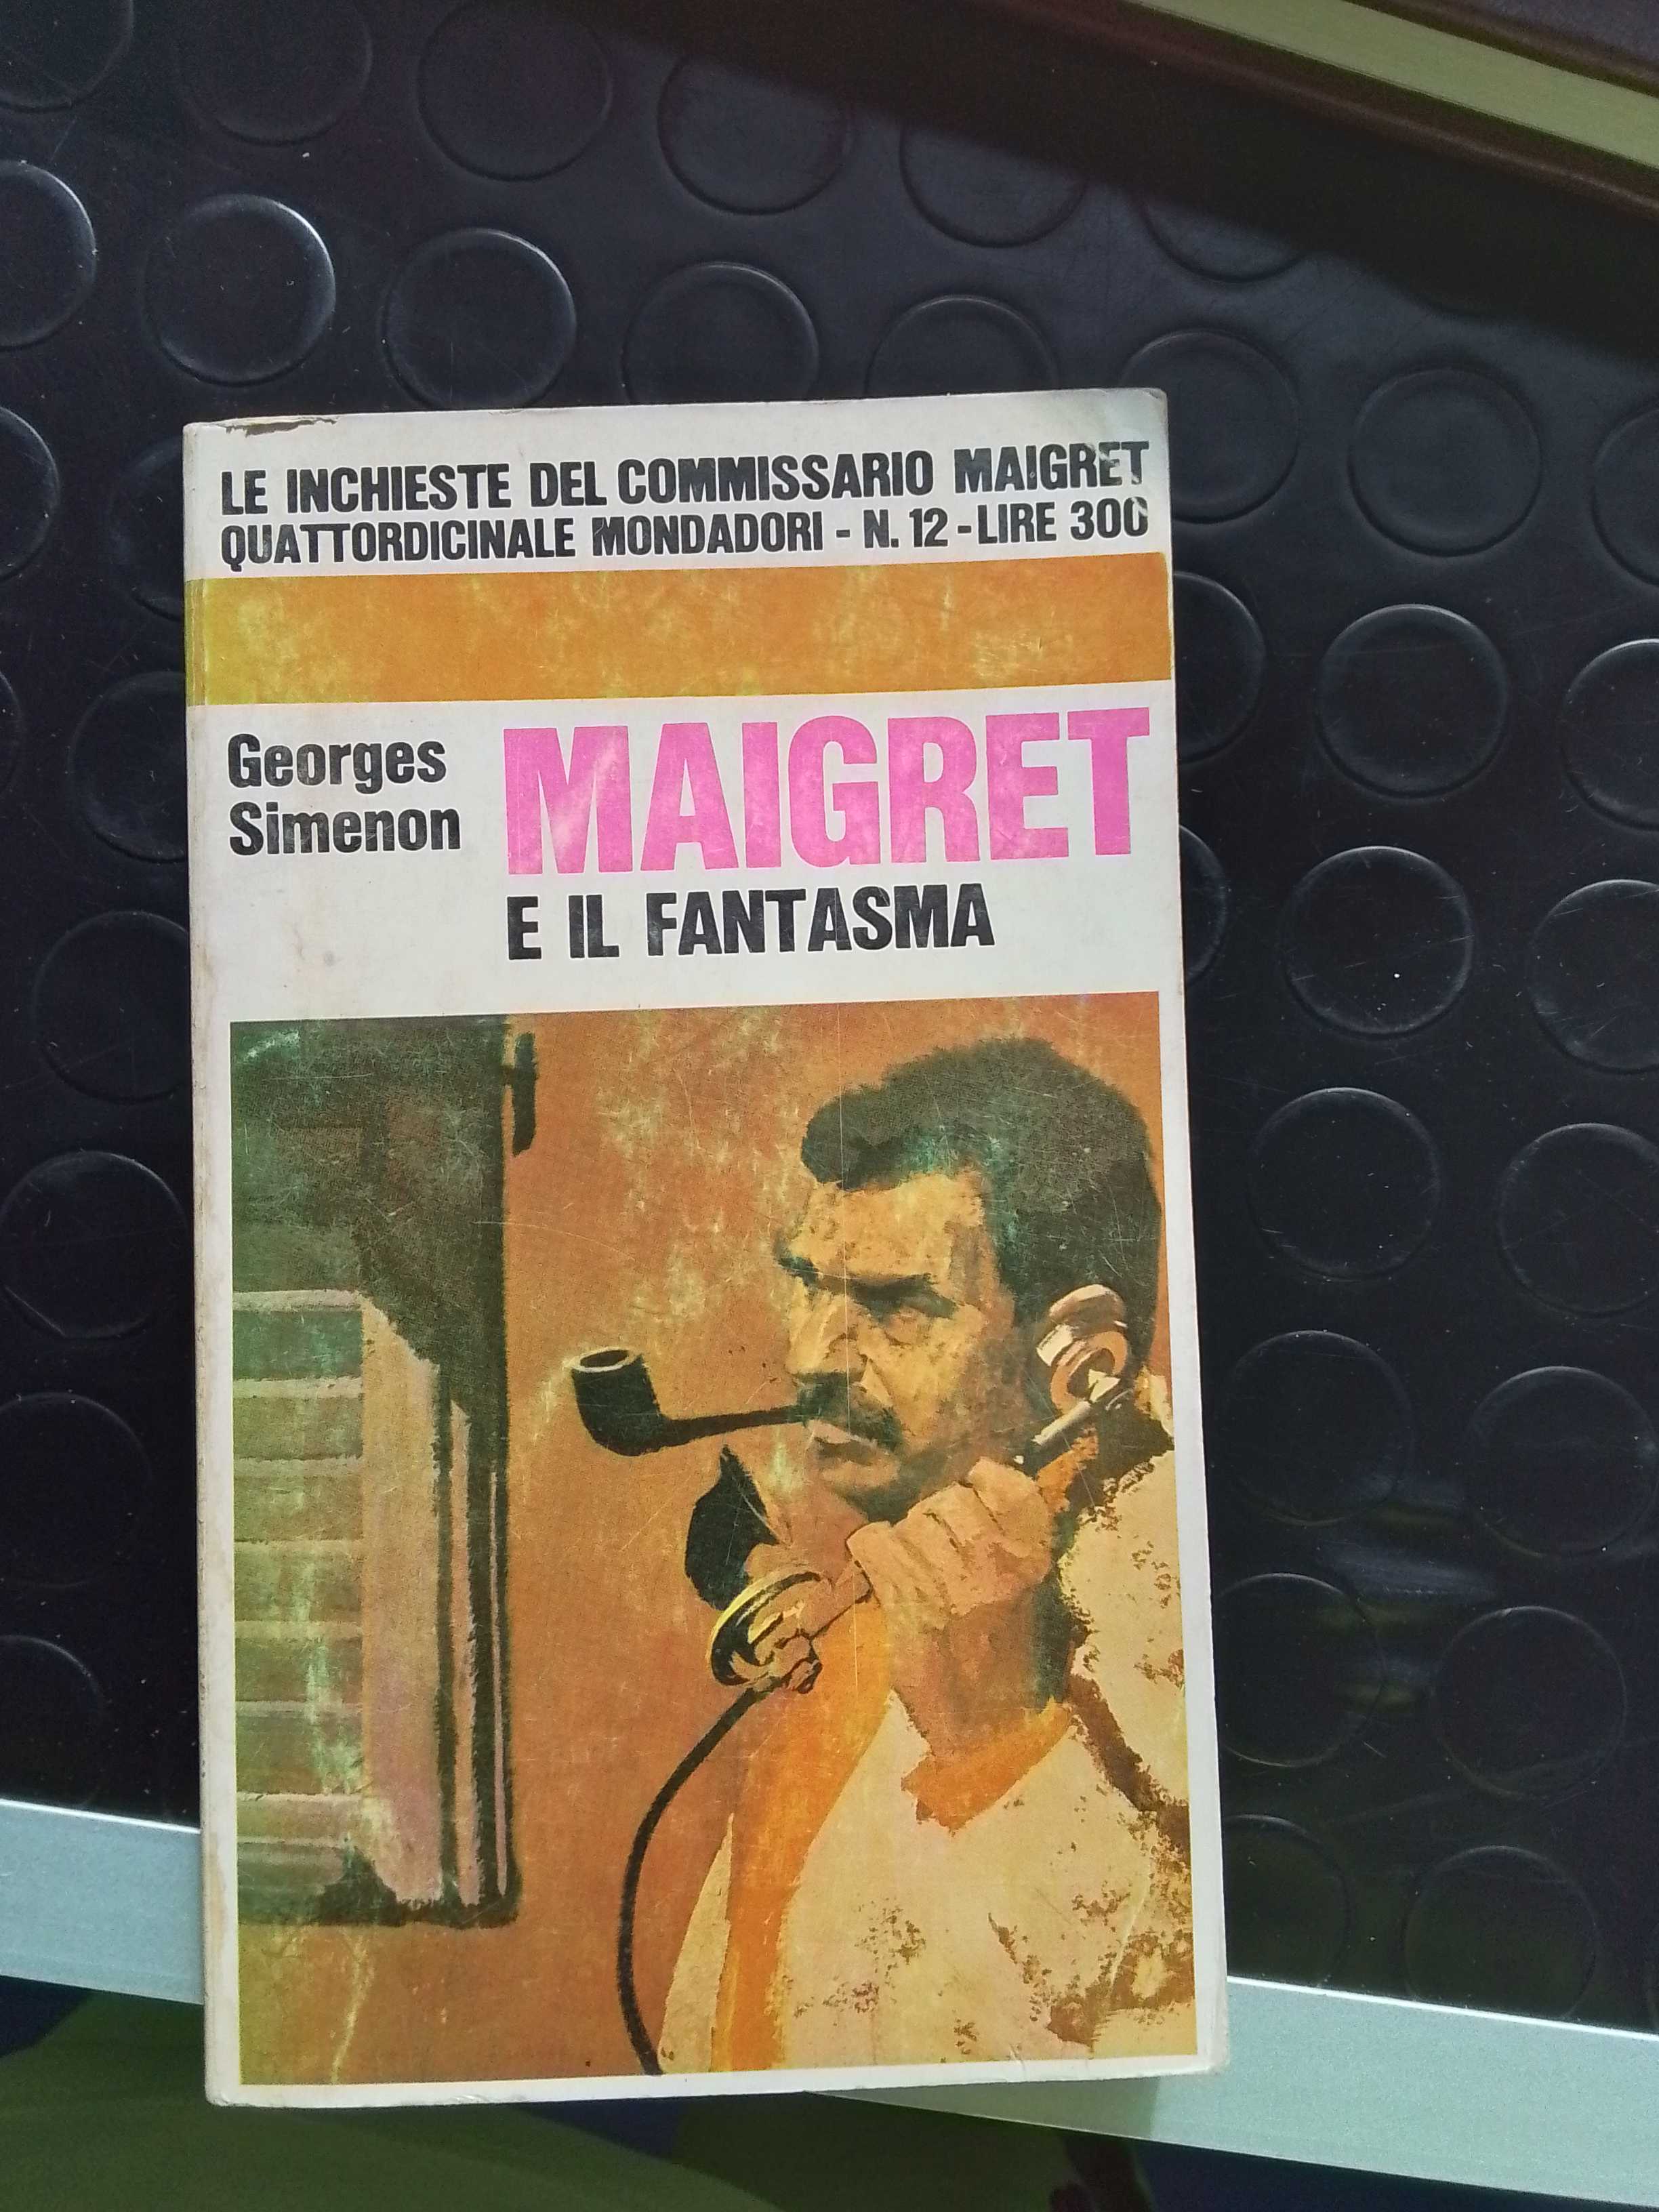 LE INCHIESTE DEL COMMISSARIO MAIGRET
QUATTORDICINALE MONDADORI - N. 12 - LIRE 300
Georges
Simenon
MAIGRET
E IL FANTASMA